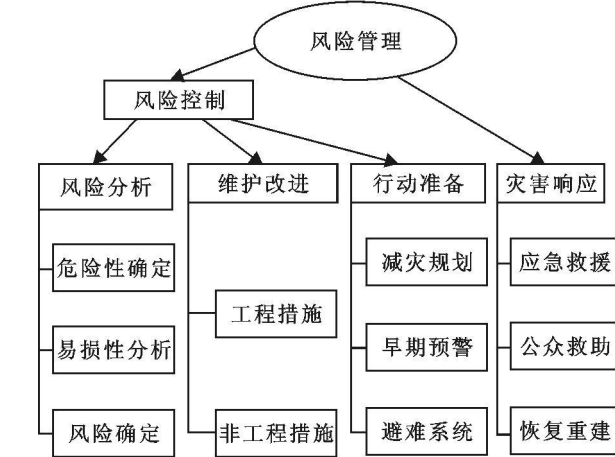 风险管理
风险控制
风险分析
维护改进
行动准备
灾害响应
危险性确定
减灾规划
应急救援
工程措施
易损性分析
早期预警
公众救助
风险确定
非工程措施
避难系统
恢复重建